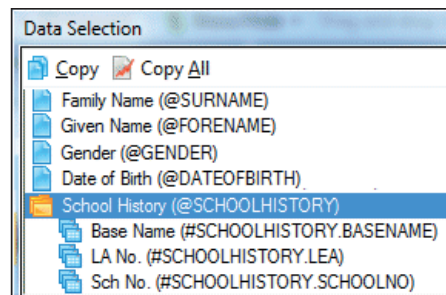 Data Selection
Copy Copy All
Family Name (@SURNAME)
Given Name (@FORENAME)
Gender (@GENDER)
Date of Birth (@DATEOFBIRTH)
School History (@SCHOOLHISTORY)
Base Name (#SCHOOLHISTORY.BASENAME)
LA No. (#SCHOOLHISTORY.LEA)
Sch No. (#SCHOOLHISTORY.SCHOOLNO)